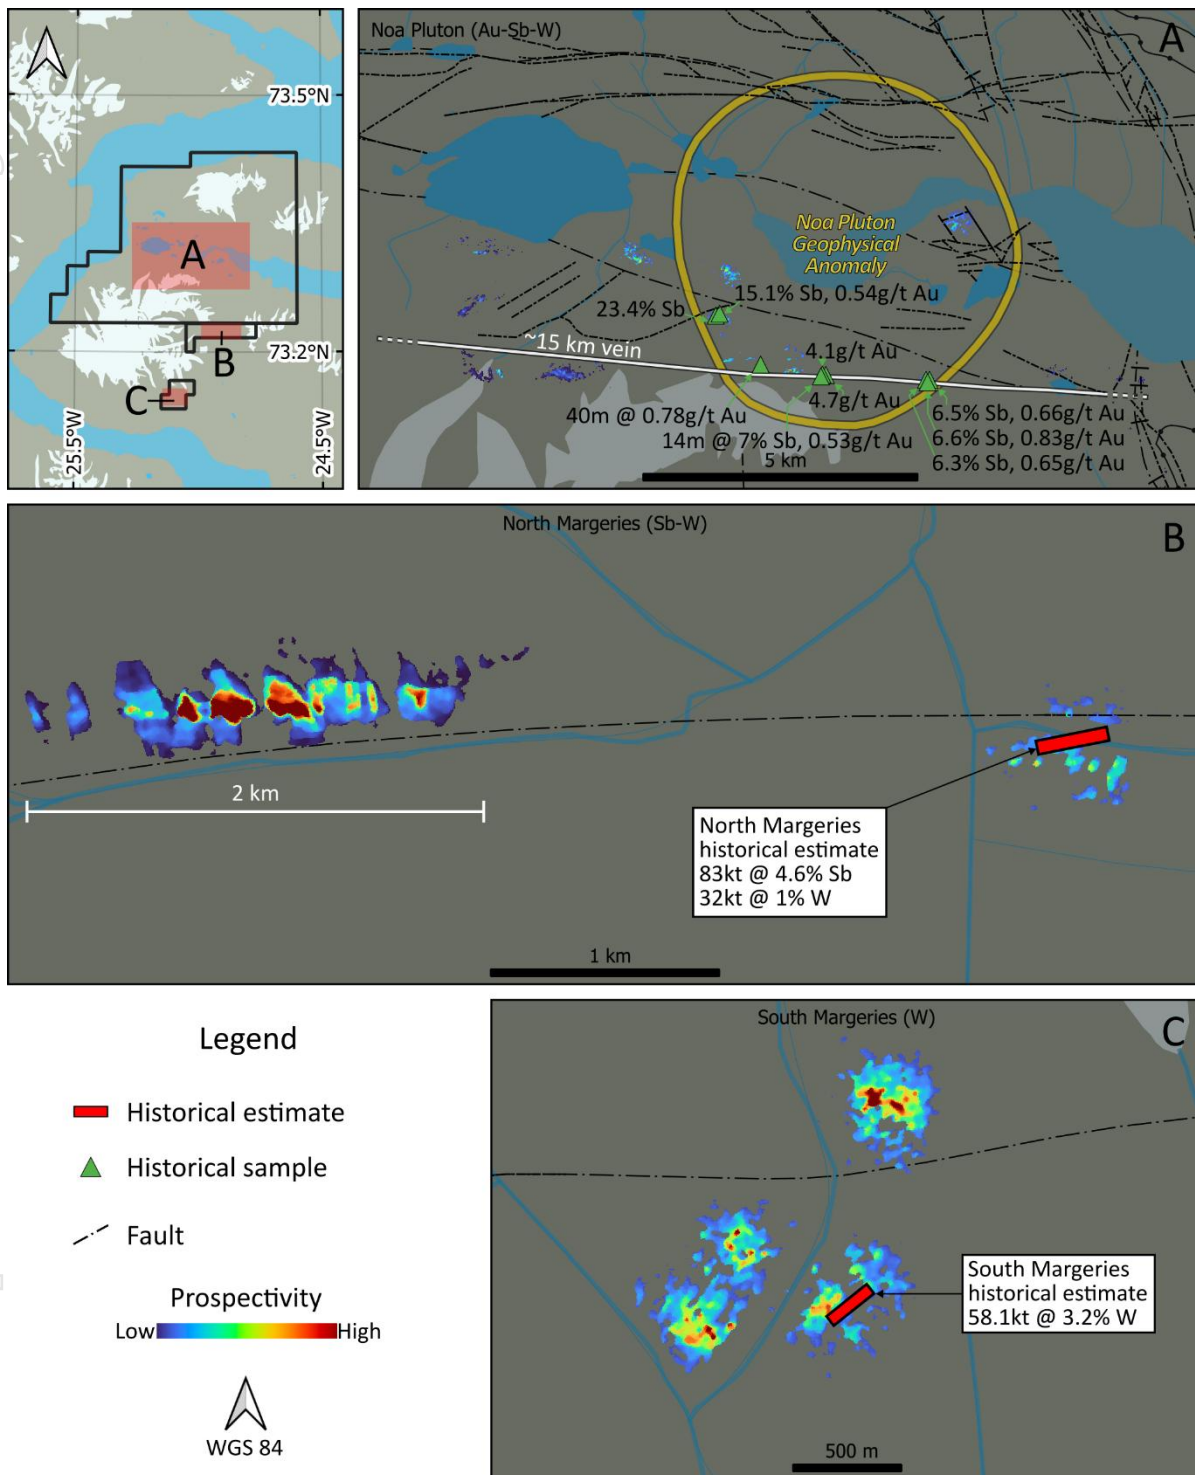 73.5°N
A
B
73.2°N
C
25.5°W
24.5°W
Noa Pluton (Au-Sb-W)
A
Noa Pluton
Geophysical
Anomaly
15.1% Sb, 0.54g/t Au
23.4% Sb
~15 km vein
4.1g/t Au
4.7g/t Au
40m @ 0.78g/t Au
14m @ 7% Sb, 0.53g/t Au
6.5% Sb, 0.66g/t Au
6.6% Sb, 0.83g/t Au
6.3% Sb, 0.65g/t Au
5 km
North Margeries (Sb-W)
B
2 km
North Margeries
historical estimate
83kt @ 4.6% Sb
32kt @ 1% W
1 km
Legend
Historical estimate
Historical sample
Fault
Prospectivity
Low
High
WGS 84
South Margeries (W)
C
South Margeries
historical estimate
58.1kt @ 3.2% W
500 m